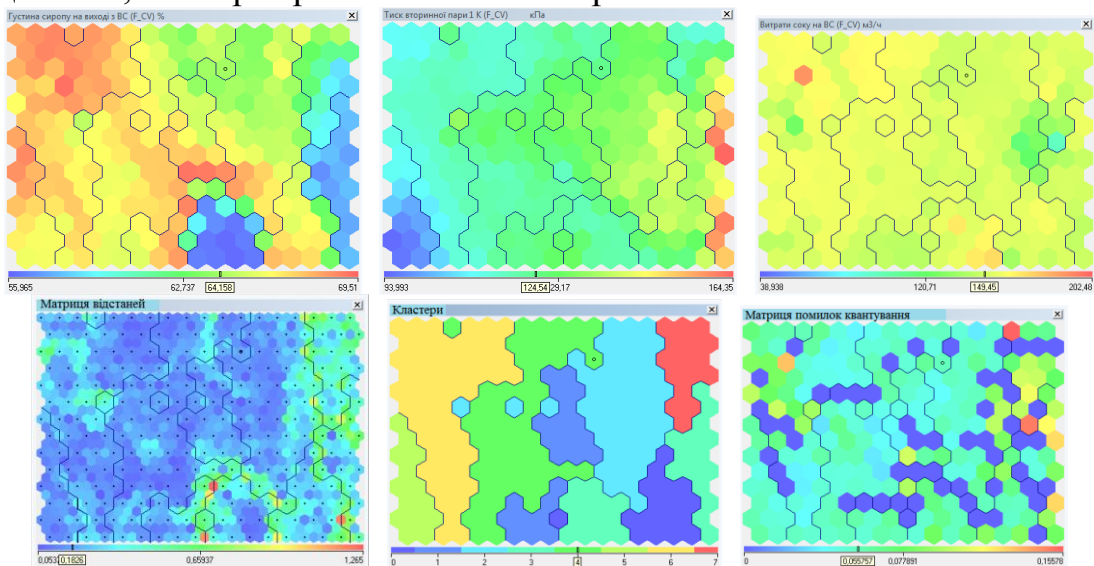 Густина сиропу на виході з ВС (F_CV) %
Тиск вторинної пари 1 К (F_CV) кПа
Витрати соку на ВС (F_CV) м3/ч
55,965 62,737 64,158 69,51
93,993 124,54 29,17 164,35
38,938 120,71 149,45 202,48
Матриця відстаней
Кластери
Матриця помилок квантування
0,053 0,1826 0,65937 1,265
0 1 2 3 4 5 6 7
0 0,055757 0,077891 0,15578